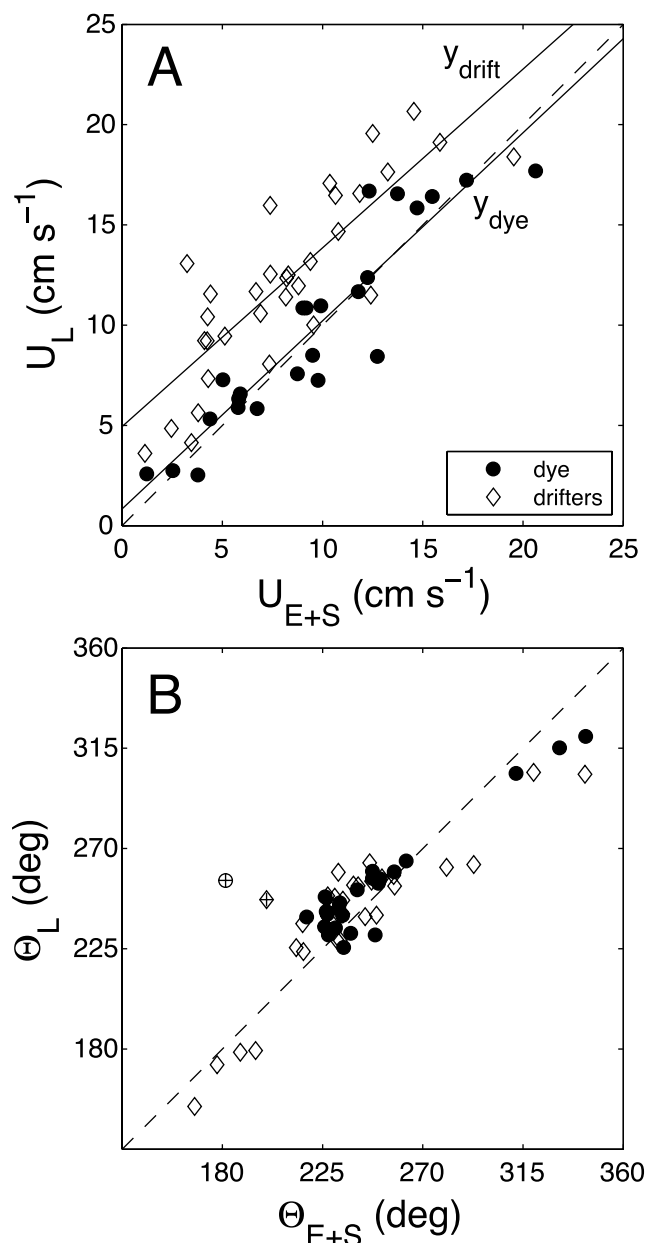 A
y_drift
y_dye
25
20
15
10
5
0
U_L (cm s⁻¹)
dye
drifters
0 5 10 15 20 25
U_E+S (cm s⁻¹)
B
360
315
270
225
180
Θ_L (deg)
180 225 270 315 360
Θ_E+S (deg)